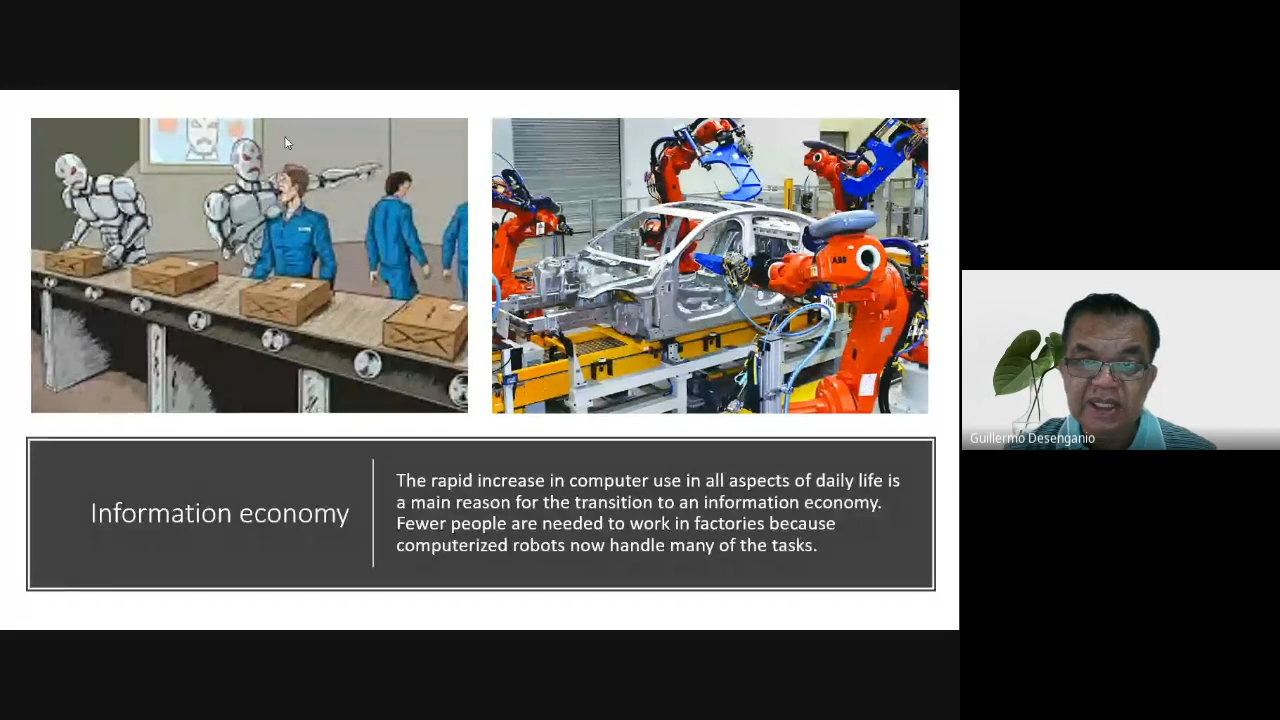 ABB
Information economy
The rapid increase in computer use in all aspects of daily life is
a main reason for the transition to an information economy.
Fewer people are needed to work in factories because
computerized robots now handle many of the tasks.
Guillermo Desenganio